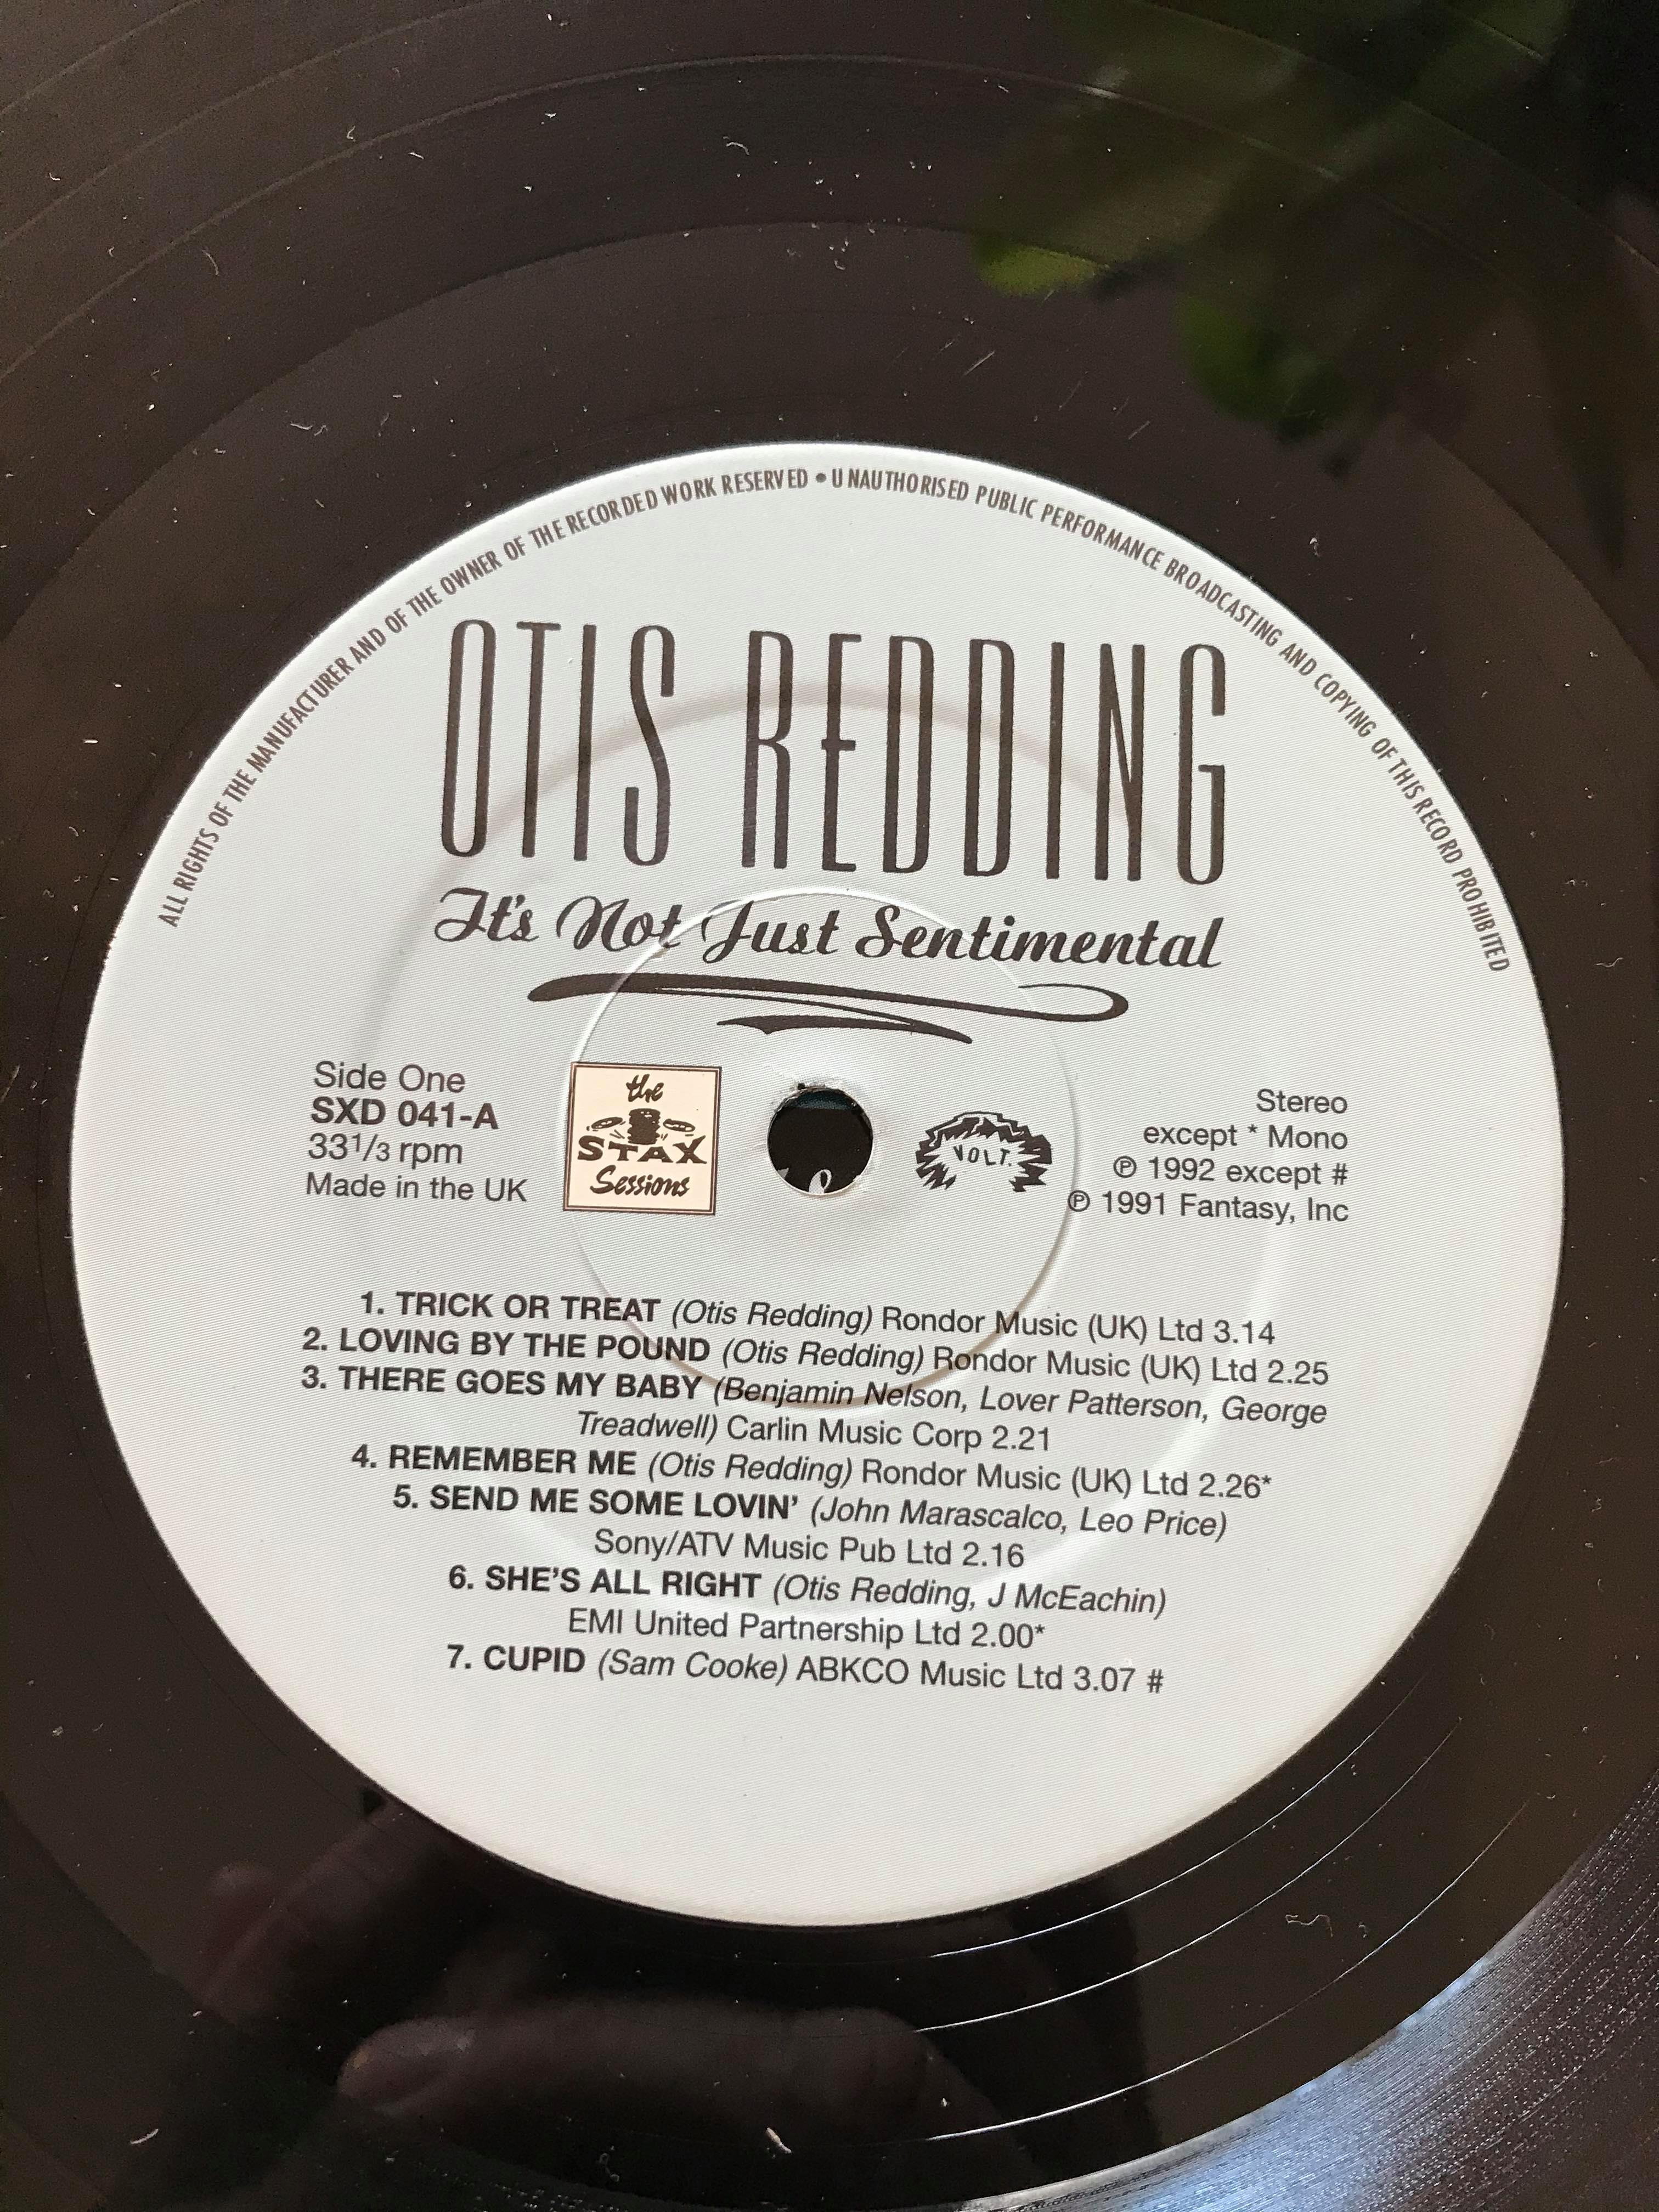 ALL RIGHTS OF THE MANUFACTURER AND OF THE OWNER OF THE RECORDED WORK RESERVED • UNAUTHORISED PUBLIC PERFORMANCE BROADCASTING AND COPYING OF THIS RECORD PROHIBITED
OTIS REDDING
It's Not Just Sentimental
Side One
SXD 041-A
33 1/3 rpm
Made in the UK
the
STAX
Sessions
VOLT.
Stereo
except * Mono
℗ 1992 except #
℗ 1991 Fantasy, Inc
1. TRICK OR TREAT (Otis Redding) Rondor Music (UK) Ltd 3.14
2. LOVING BY THE POUND (Otis Redding) Rondor Music (UK) Ltd 2.25
3. THERE GOES MY BABY (Benjamin Nelson, Lover Patterson, George
Treadwell) Carlin Music Corp 2.21
4. REMEMBER ME (Otis Redding) Rondor Music (UK) Ltd 2.26*
5. SEND ME SOME LOVIN' (John Marascalco, Leo Price)
Sony/ATV Music Pub Ltd 2.16
6. SHE'S ALL RIGHT (Otis Redding, J McEachin)
EMI United Partnership Ltd 2.00*
7. CUPID (Sam Cooke) ABKCO Music Ltd 3.07 #